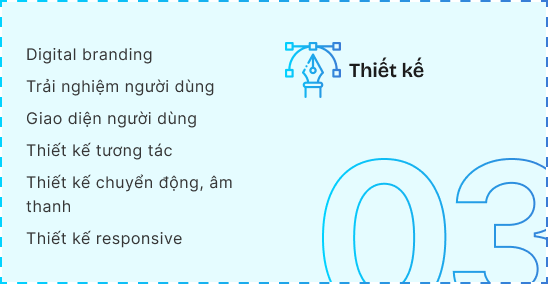 Digital branding
Trải nghiệm người dùng
Giao diện người dùng
Thiết kế tương tác
Thiết kế chuyển động, âm
thanh
Thiết kế responsive
Thiết kế
03